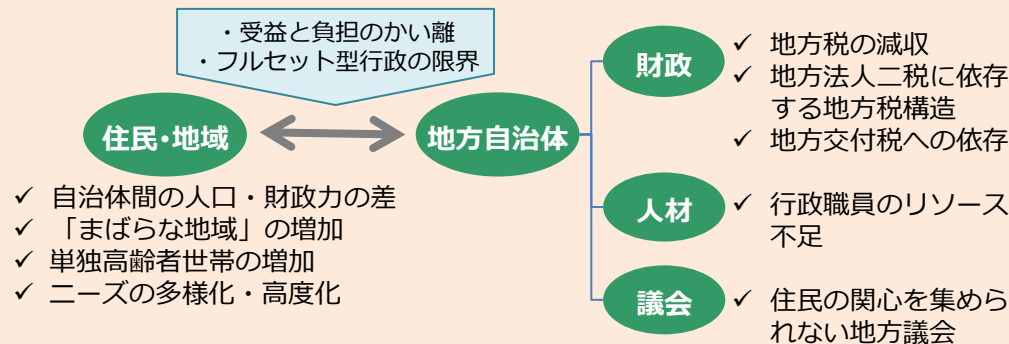 ・受益と負担のかい離
・フルセット型行政の限界
住民・地域
地方自治体
✓ 自治体間の人口・財政力の差
✓ 「まばらな地域」の増加
✓ 単独高齢者世帯の増加
✓ ニーズの多様化・高度化
財政
✓ 地方税の減収
✓ 地方法人二税に依存
する地方税構造
✓ 地方交付税への依存
人材
✓ 行政職員のリソース
不足
議会
✓ 住民の関心を集めら
れない地方議会